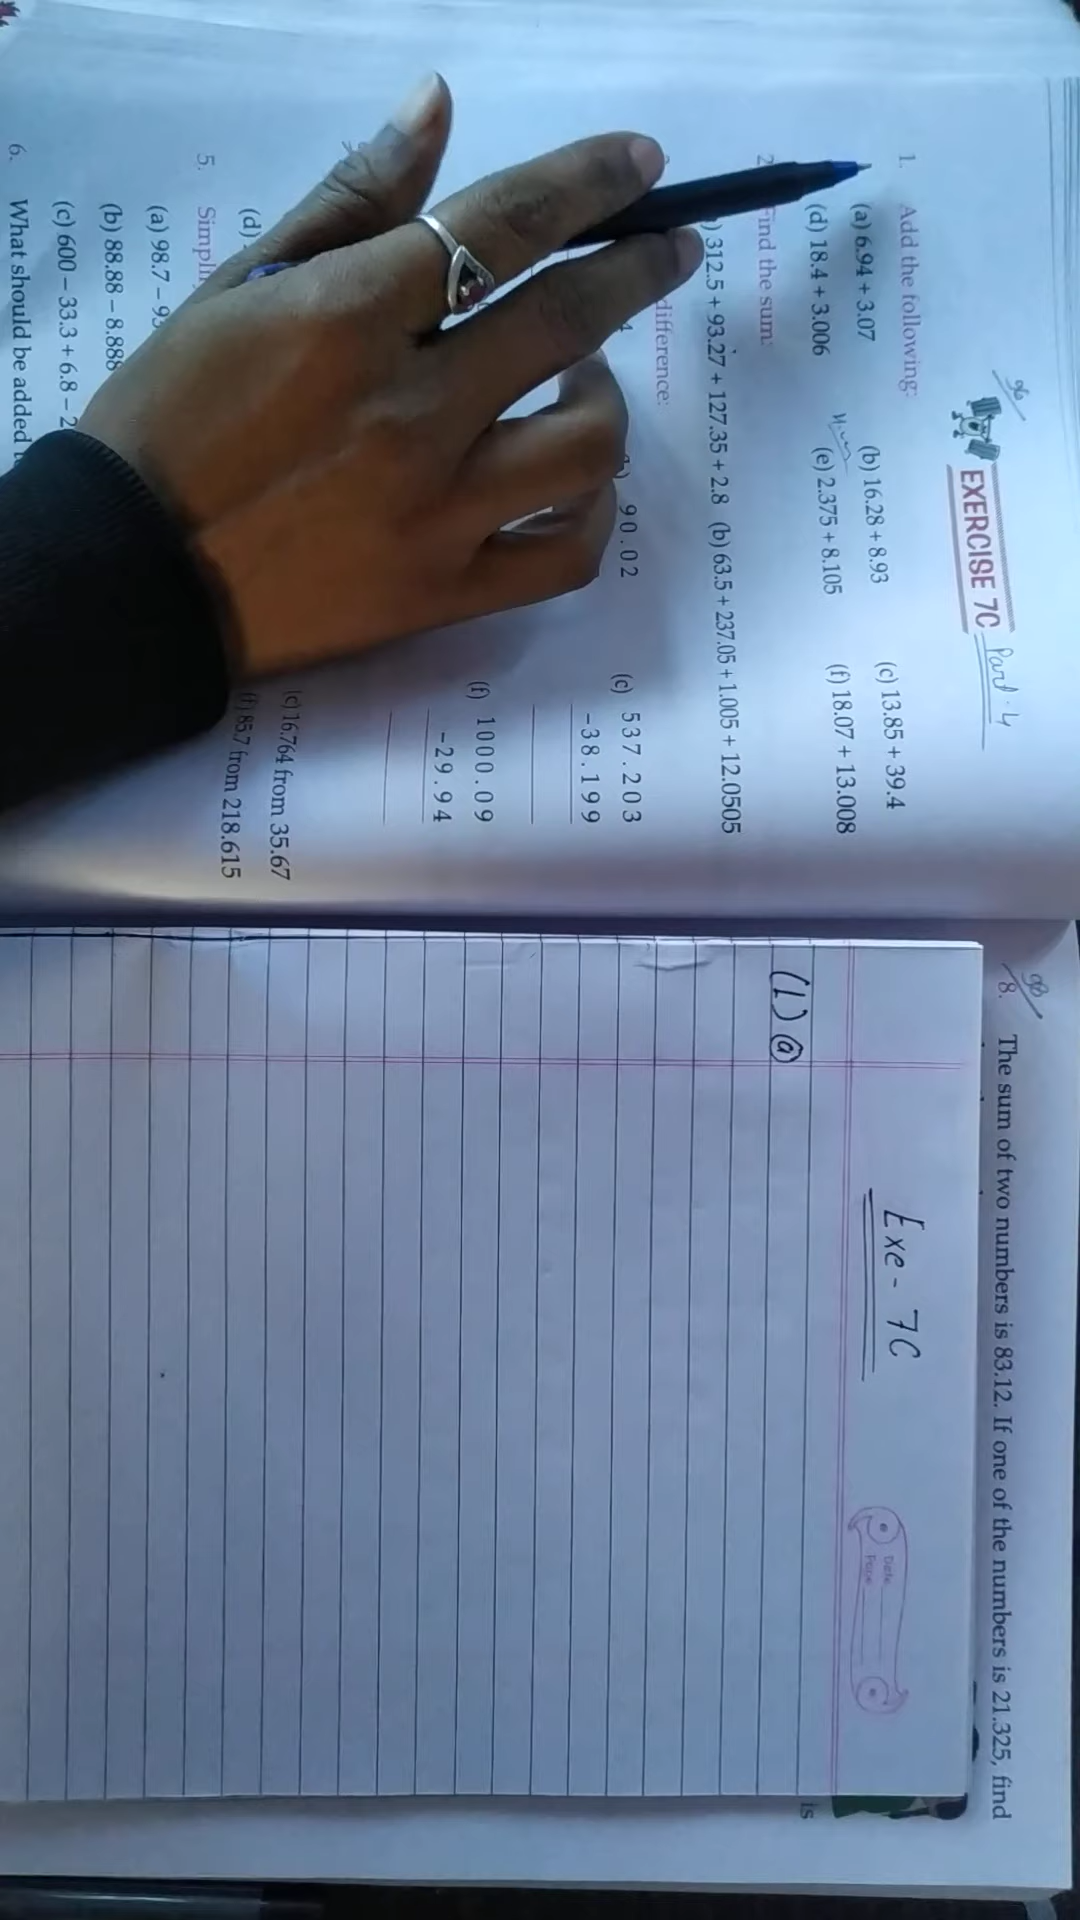 EXERCISE 7C Part-4
1. Add the following:
(a) 6.94 + 3.07 (b) 16.28 + 8.93 (c) 13.85 + 39.4
(d) 18.4 + 3.006 (e) 2.375 + 8.105 (f) 18.07 + 13.008
2 Find the sum:
) 312.5 + 93.27 + 127.35 + 2.8 (b) 63.5 + 237.05 + 1.005 + 12.0505
difference:
4 90.02 (c) 537.203
-38.199
(f) 1000.09
-29.94
(c) 16.764 from 35.67
(d) (f) 85.7 from 218.615
5. Simpli
(a) 98.7 – 93
(b) 88.88 – 8.888
(c) 600 – 33.3 + 6.8 – 2
6. What should be added
8. The sum of two numbers is 83.12. If one of the numbers is 21.325, find
is
Exe - 7C
Date
Page
(1) (a)